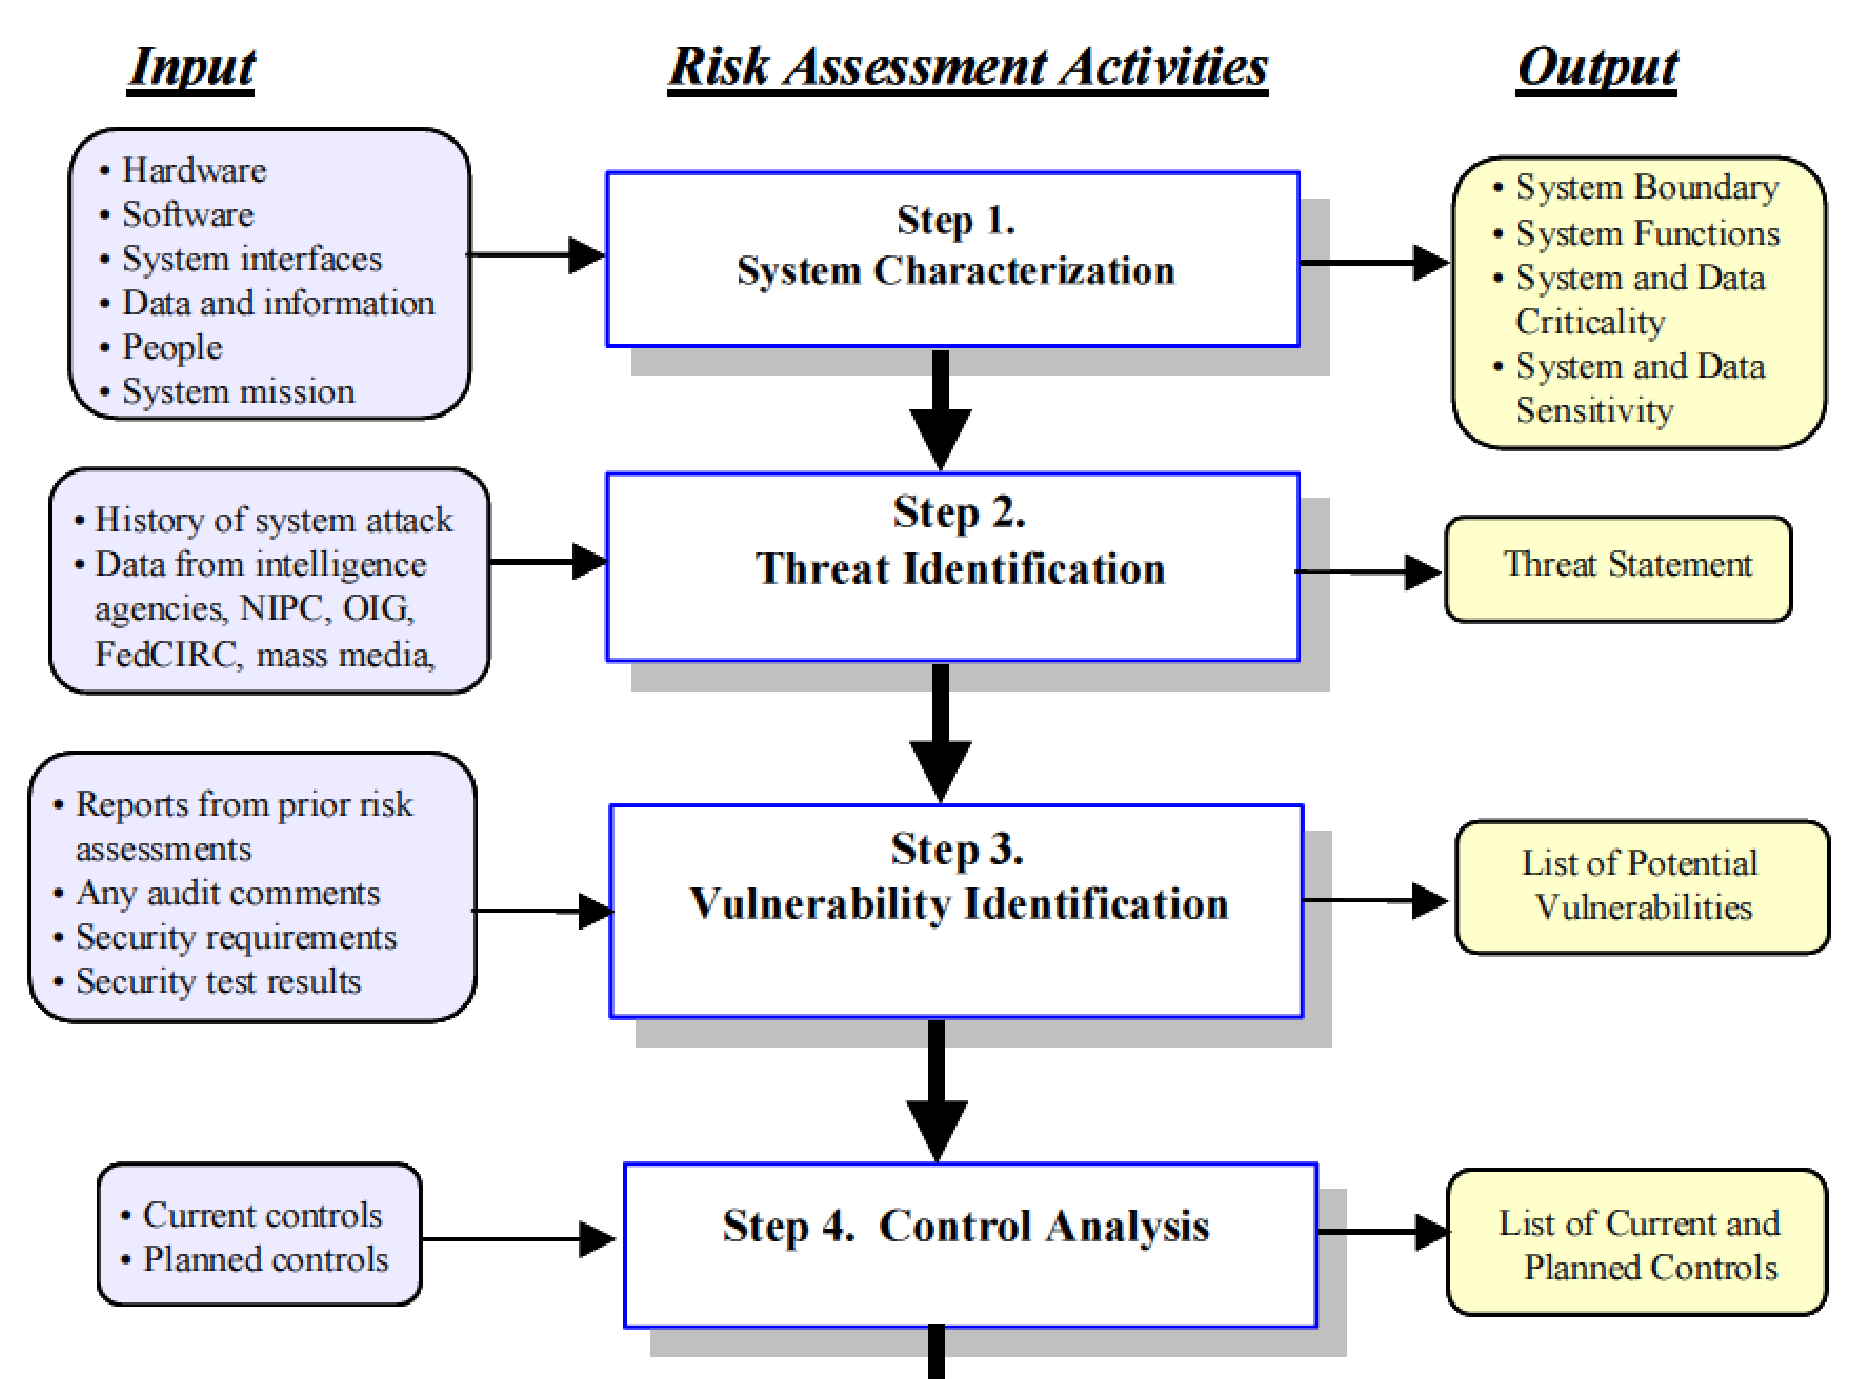 Input
Risk Assessment Activities
Output
• Hardware
• Software
• System interfaces
• Data and information
• People
• System mission
Step 1.
System Characterization
• System Boundary
• System Functions
• System and Data
Criticality
• System and Data
Sensitivity
• History of system attack
• Data from intelligence
agencies, NIPC, OIG,
FedCIRC, mass media,
Step 2.
Threat Identification
Threat Statement
• Reports from prior risk
assessments
• Any audit comments
• Security requirements
• Security test results
Step 3.
Vulnerability Identification
List of Potential
Vulnerabilities
• Current controls
• Planned controls
Step 4. Control Analysis
List of Current and
Planned Controls